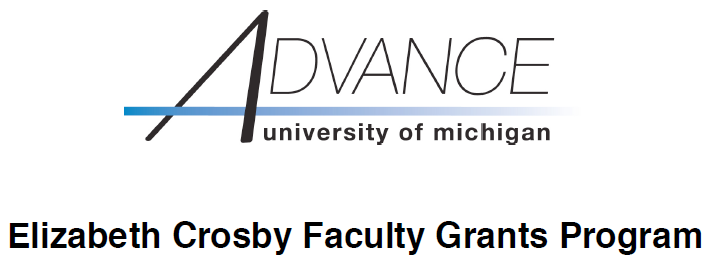 ADVANCE
university of michigan
Elizabeth Crosby Faculty Grants Program